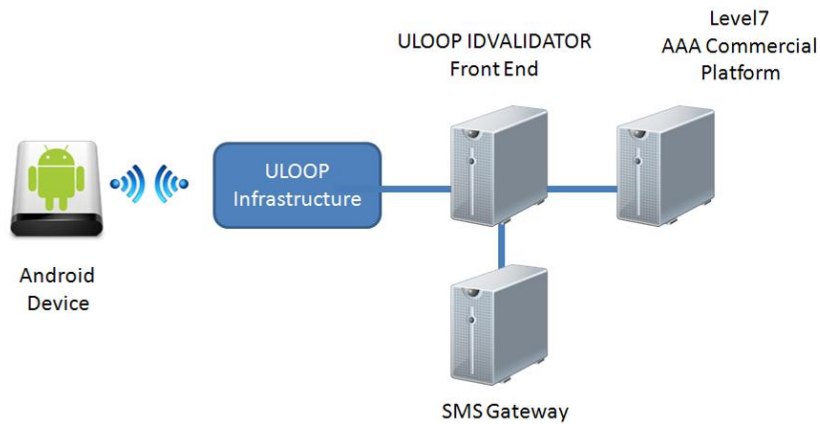 Level7
AAA Commercial
Platform
ULOOP IDVALIDATOR
Front End
ULOOP
Infrastructure
Android
Device
SMS Gateway